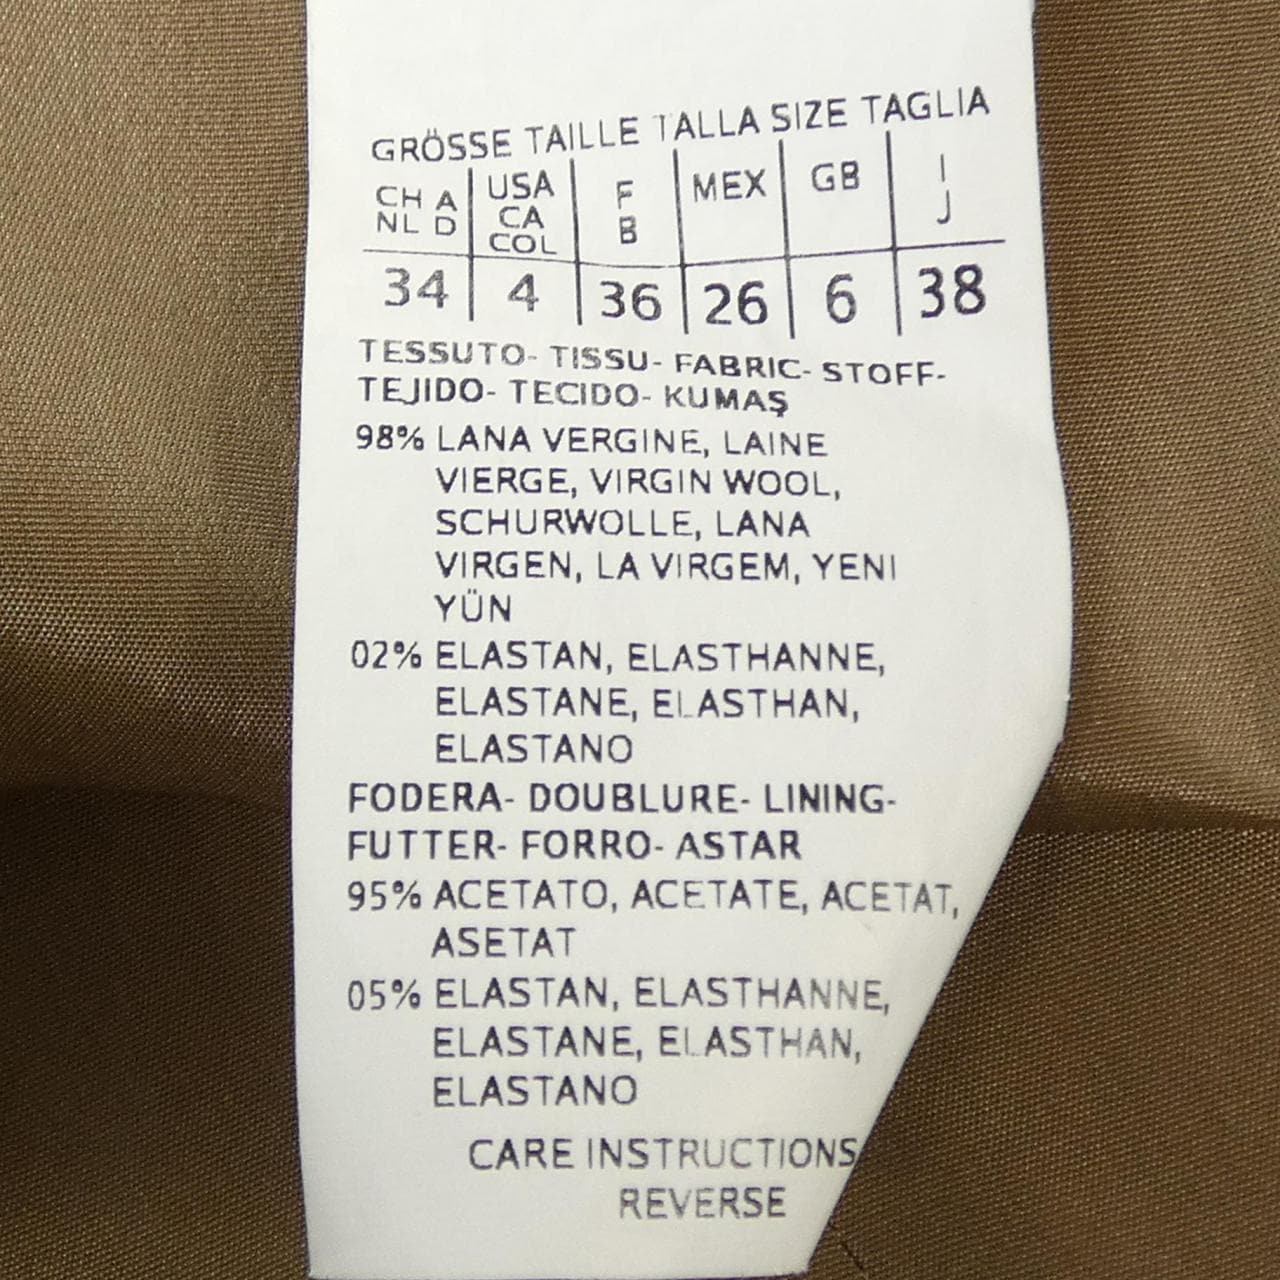 GRÖSSE TAILLE TALLA SIZE TAGLIA
CH A USA F MEX GB I
NL D CA B J
COL
34 4 36 26 6 38
TESSUTO- TISSU- FABRIC- STOFF-
TEJIDO- TECIDO- KUMAŞ
98% LANA VERGINE, LAINE
VIERGE, VIRGIN WOOL,
SCHURWOLLE, LANA
VIRGEN, LA VIRGEM, YENI
YÜN
02% ELASTAN, ELASTHANNE,
ELASTANE, ELASTHAN,
ELASTANO
FODERA- DOUBLURE- LINING-
FUTTER- FORRO- ASTAR
95% ACETATO, ACETATE, ACETAT,
ASETAT
05% ELASTAN, ELASTHANNE,
ELASTANE, ELASTHAN,
ELASTANO
CARE INSTRUCTIONS
REVERSE